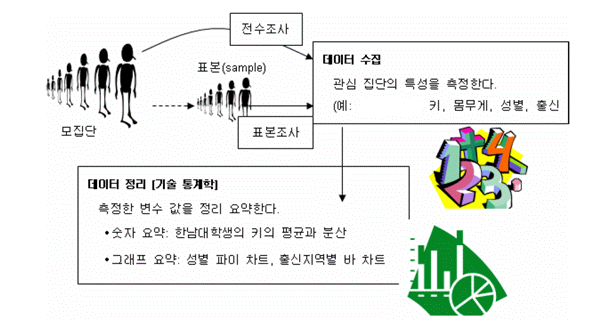 전수조사
표본(sample)
모집단
표본조사
데이터 수집
관심 집단의 특성을 측정한다.
(예: 키, 몸무게, 성별, 출신
데이터 정리 [기술 통계학]
측정한 변수 값을 정리 요약한다.
•숫자 요약: 한남대학생의 키의 평균과 분산
•그래프 요약: 성별 파이 차트, 출신지역별 바 차트
1 2 3 + 4